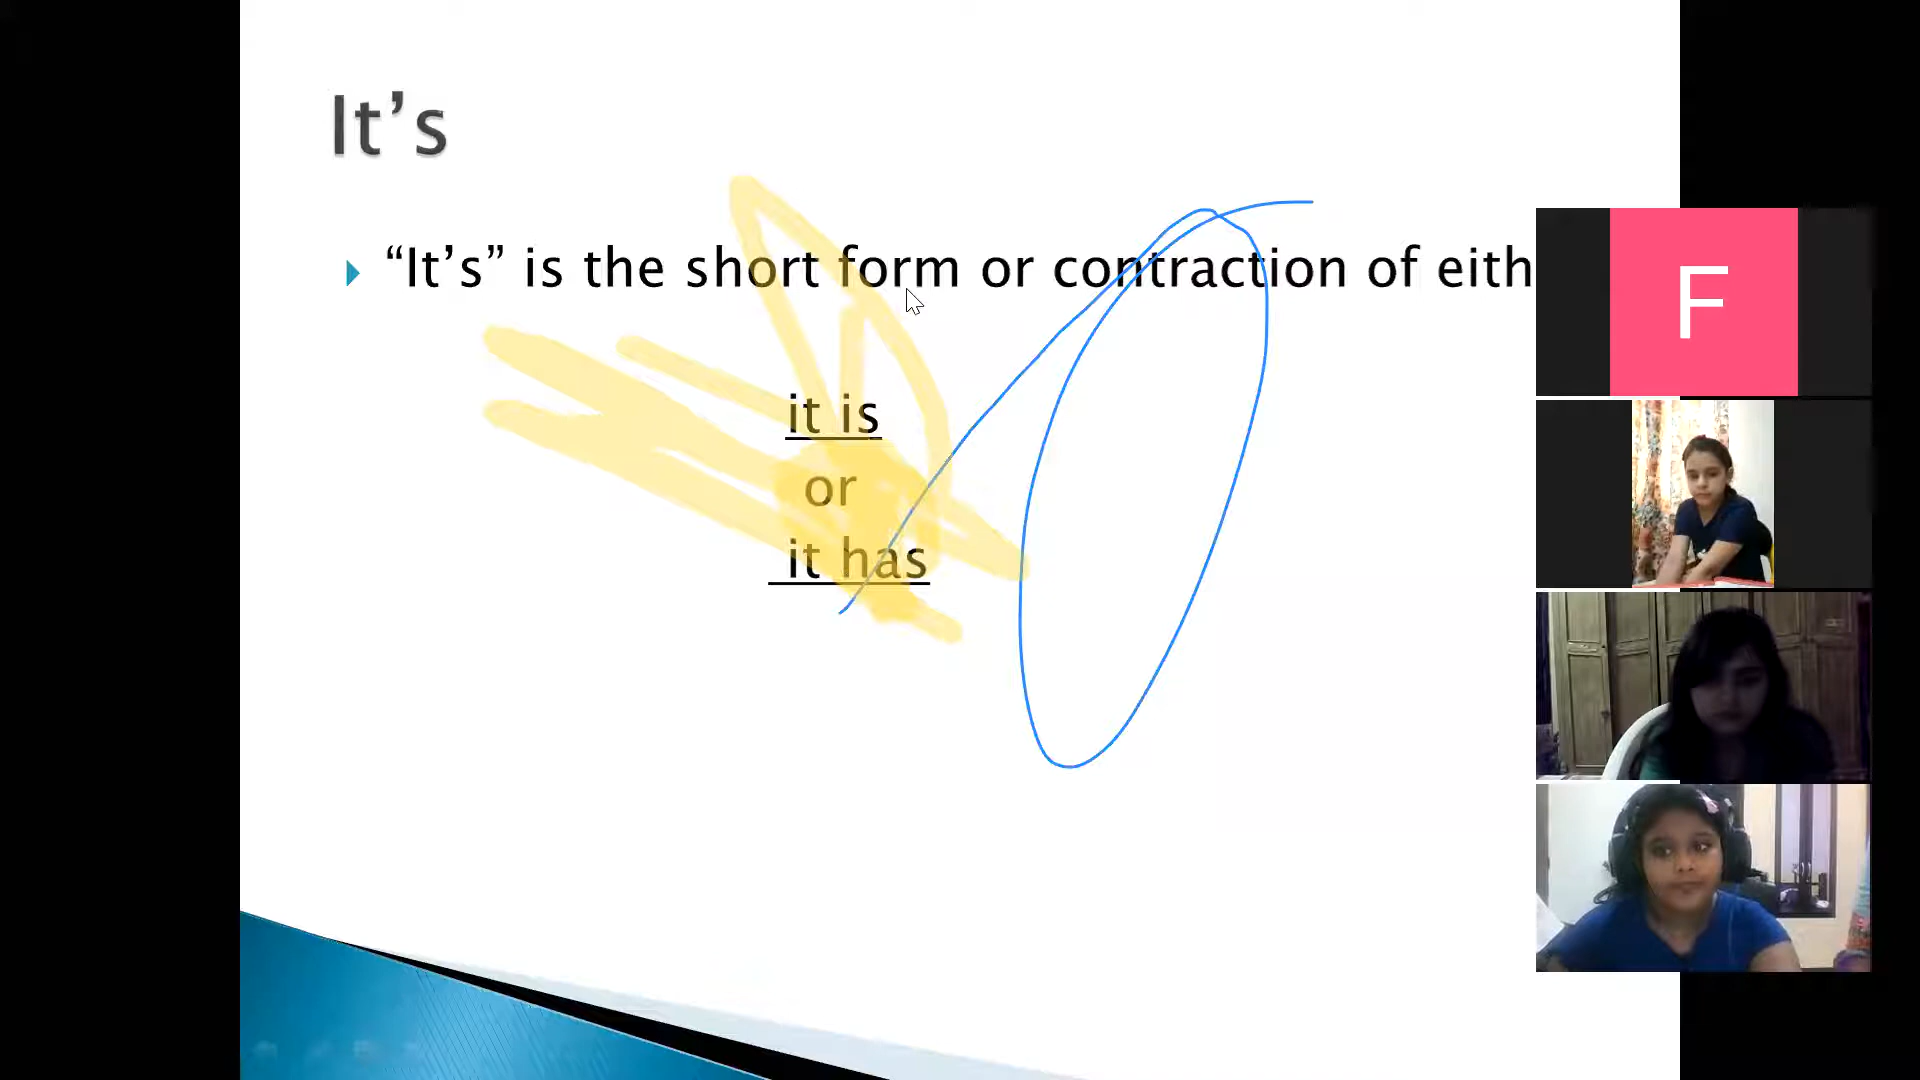 It’s
“It’s” is the short form or contraction of eith
it is
or
it has
F